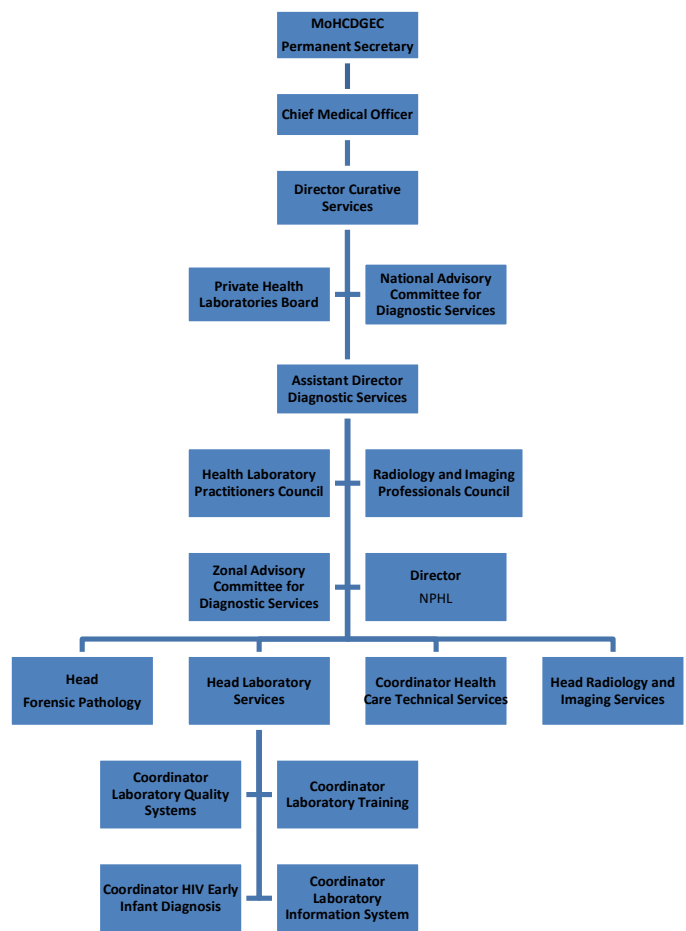 MoHCDGEC
Permanent Secretary
Chief Medical Officer
Director Curative
Services
Private Health
Laboratories Board
National Advisory
Committee for
Diagnostic Services
Assistant Director
Diagnostic Services
Health Laboratory
Practitioners Council
Radiology and Imaging
Professionals Council
Zonal Advisory
Committee for
Diagnostic Services
Director
NPHL
Head
Forensic Pathology
Head Laboratory
Services
Coordinator Health
Care Technical Services
Head Radiology and
Imaging Services
Coordinator
Laboratory Quality
Systems
Coordinator
Laboratory Training
Coordinator HIV Early
Infant Diagnosis
Coordinator
Laboratory
Information System